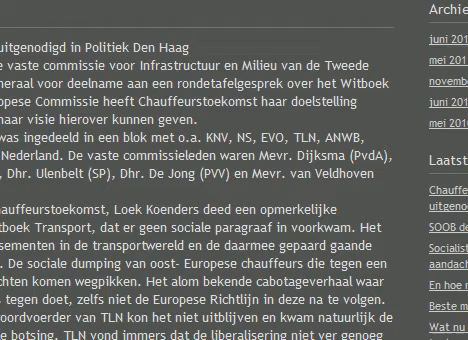 uitgenodigd in Politiek Den Haag
vaste commissie voor Infrastructuur en Milieu van de Tweede
voor deelname aan een rondetafelgesprek over het Witboek
Commissie heeft Chauffeurstoekomst haar doelstelling
haar visie hierover kunnen geven.
was ingedeeld in een blok met o.a. KNV, NS, EVO, TLN, ANWB,
Nederland. De vaste commissieleden waren Mevr. Dijksma (PvdA),
, Dhr. Ulenbelt (SP), Dhr. De Jong (PVV) en Mevr. van Veldhoven
Loek Koenders deed een opmerkelijke
Transport, dat er geen sociale paragraaf in voorkwam. Het
in de transportwereld en de daarmee gepaard gaande
. De sociale dumping van oost- Europese chauffeurs die tegen een
komen wegpikken. Het alom bekende cabotageverhaal waar
tegen doet, zelfs niet de Europese Richtlijn in deze na te volgen.
van TLN kon het niet uitblijven en kwam natuurlijk de
botsing. TLN vond immers dat de liberalisering niet ver genoeg
Archie
juni 201
mei 201
novemb
juni 201
mei 201
Laatst
Chauffe
uitgeno
SOOB de
Socialist
aandach
En hoe n
Beste m
Wat nu